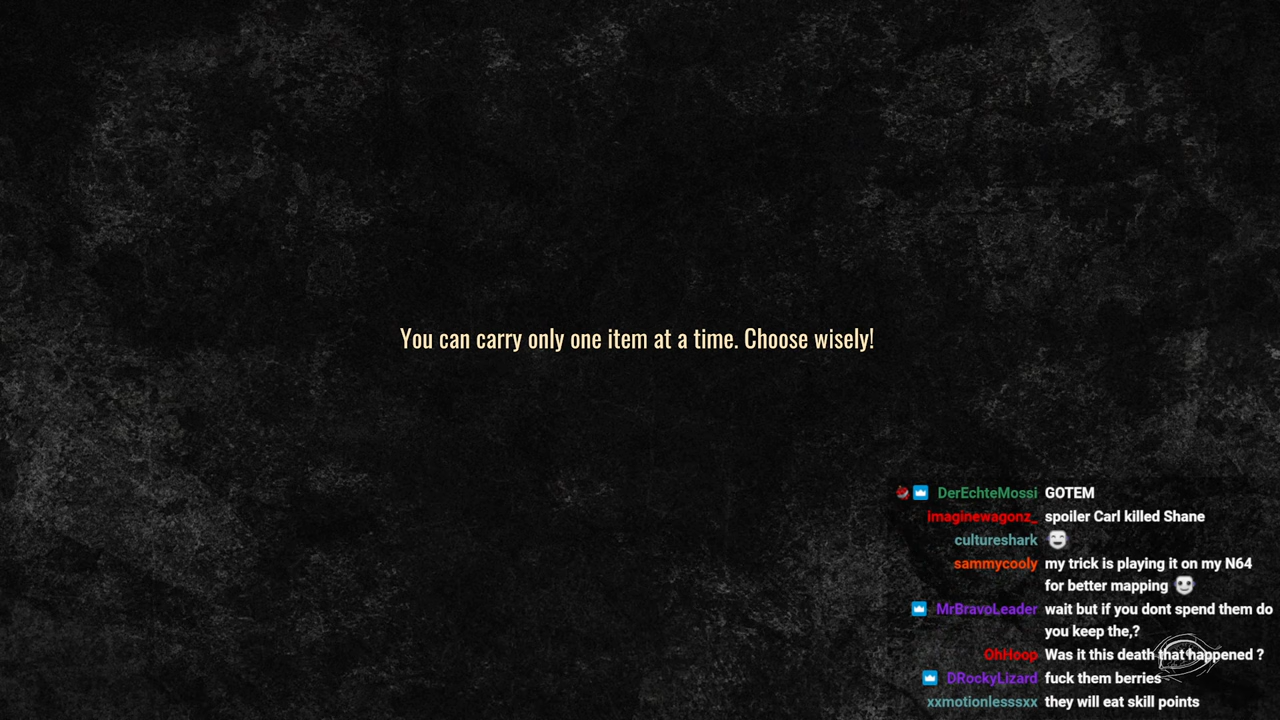 You can carry only one item at a time. Choose wisely!
DerEchteMossi GOTEM
imaginewagonz_ spoiler Carl killed Shane
cultureshark
sammycooly my trick is playing it on my N64
for better mapping
MrBravoLeader wait but if you dont spend them do
you keep the,?
OhHoop Was it this death that happened ?
DRockyLizard fuck them berries
xxmotionlesssxx they will eat skill points